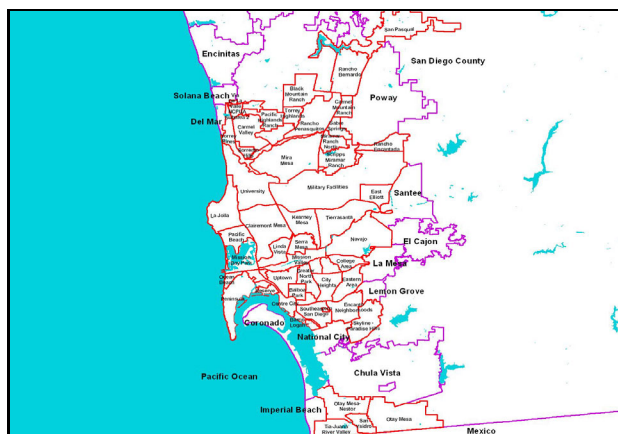 San Pasqual
Encinitas
San Diego County
Rancho
Bernardo
Black
Mountain
Ranch
Solana Beach
Poway
Carmel
Mountain
Ranch
Torrey
Highlands
Pacific
Highlands
Ranch
Del Mar
Rancho
Penasquitos
Sabre
Springs
Carmel
Valley
Torrey
Pines
Miramar
Ranch
North
Rancho
Encantada
Scripps
Miramar Ranch
Mira
Mesa
University
Military Facilities
East
Elliott
Santee
La Jolla
Clairemont Mesa
Kearney
Mesa
Tierrasanta
Pacific
Beach
Linda
Vista
Serra
Mesa
Navajo
El Cajon
Mission
Bay Park
Mission
Valley
College
Area
La Mesa
Ocean
Beach
Uptown
Greater
North
Park
City
Heights
Eastern
Area
Balboa
Park
Lemon Grove
Peninsula
Centre City
Southeastern
San Diego
Encanto
Neighborhoods
Coronado
Barrio
Logan
Skyline -
Paradise Hills
National City
Pacific Ocean
Chula Vista
Imperial Beach
Otay Mesa-
Nestor
Otay Mesa
San
Ysidro
Tia Juana
River Valley
Mexico